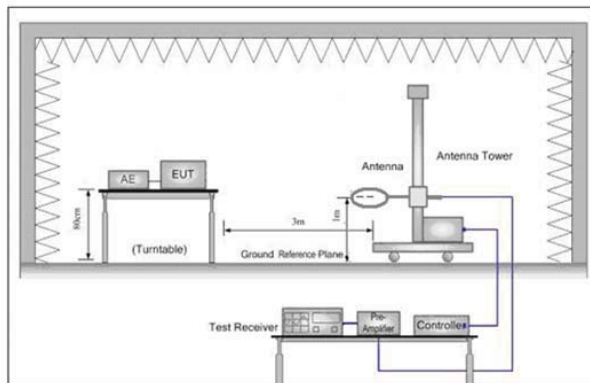 Antenna
Antenna Tower
AE
EUT
80cm
(Turntable)
3m
1m
Ground Reference Plane
Test Receiver
Pre-
Amplifier
Controller